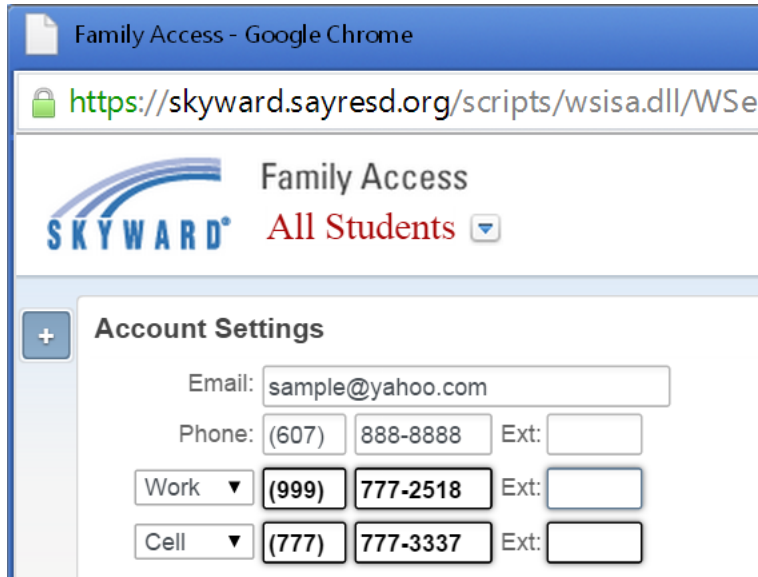 Family Access - Google Chrome
https://skyward.sayresd.org/scripts/wsisa.dll/WSe
SKYWARD®
Family Access
All Students
+
Account Settings
Email: sample@yahoo.com
Phone: (607) 888-8888 Ext:
Work ▼ (999) 777-2518 Ext:
Cell ▼ (777) 777-3337 Ext: